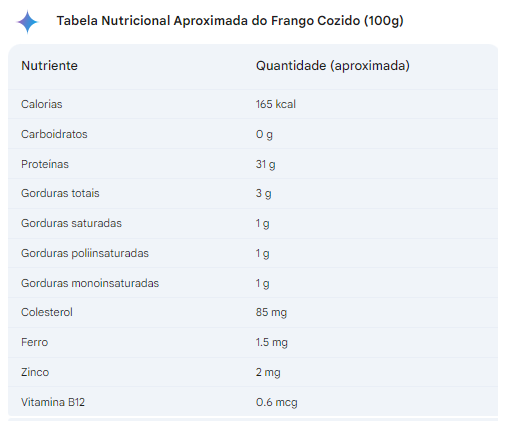 Tabela Nutricional Aproximada do Frango Cozido (100g)
Nutriente Quantidade (aproximada)
Calorias 165 kcal
Carboidratos 0 g
Proteínas 31 g
Gorduras totais 3 g
Gorduras saturadas 1 g
Gorduras poliinsaturadas 1 g
Gorduras monoinsaturadas 1 g
Colesterol 85 mg
Ferro 1.5 mg
Zinco 2 mg
Vitamina B12 0.6 mcg